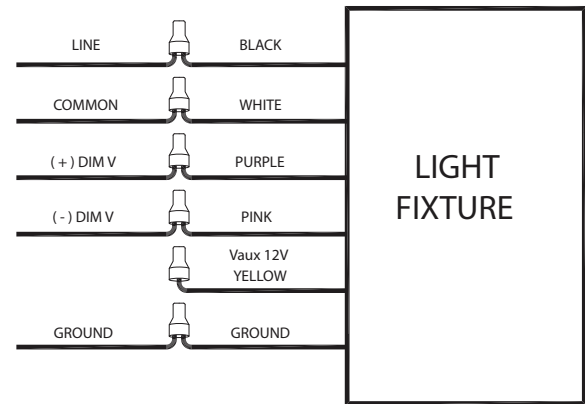 LINE BLACK
COMMON WHITE
( + ) DIM V PURPLE
( - ) DIM V PINK
Vaux 12V
YELLOW
GROUND GROUND
LIGHT
FIXTURE